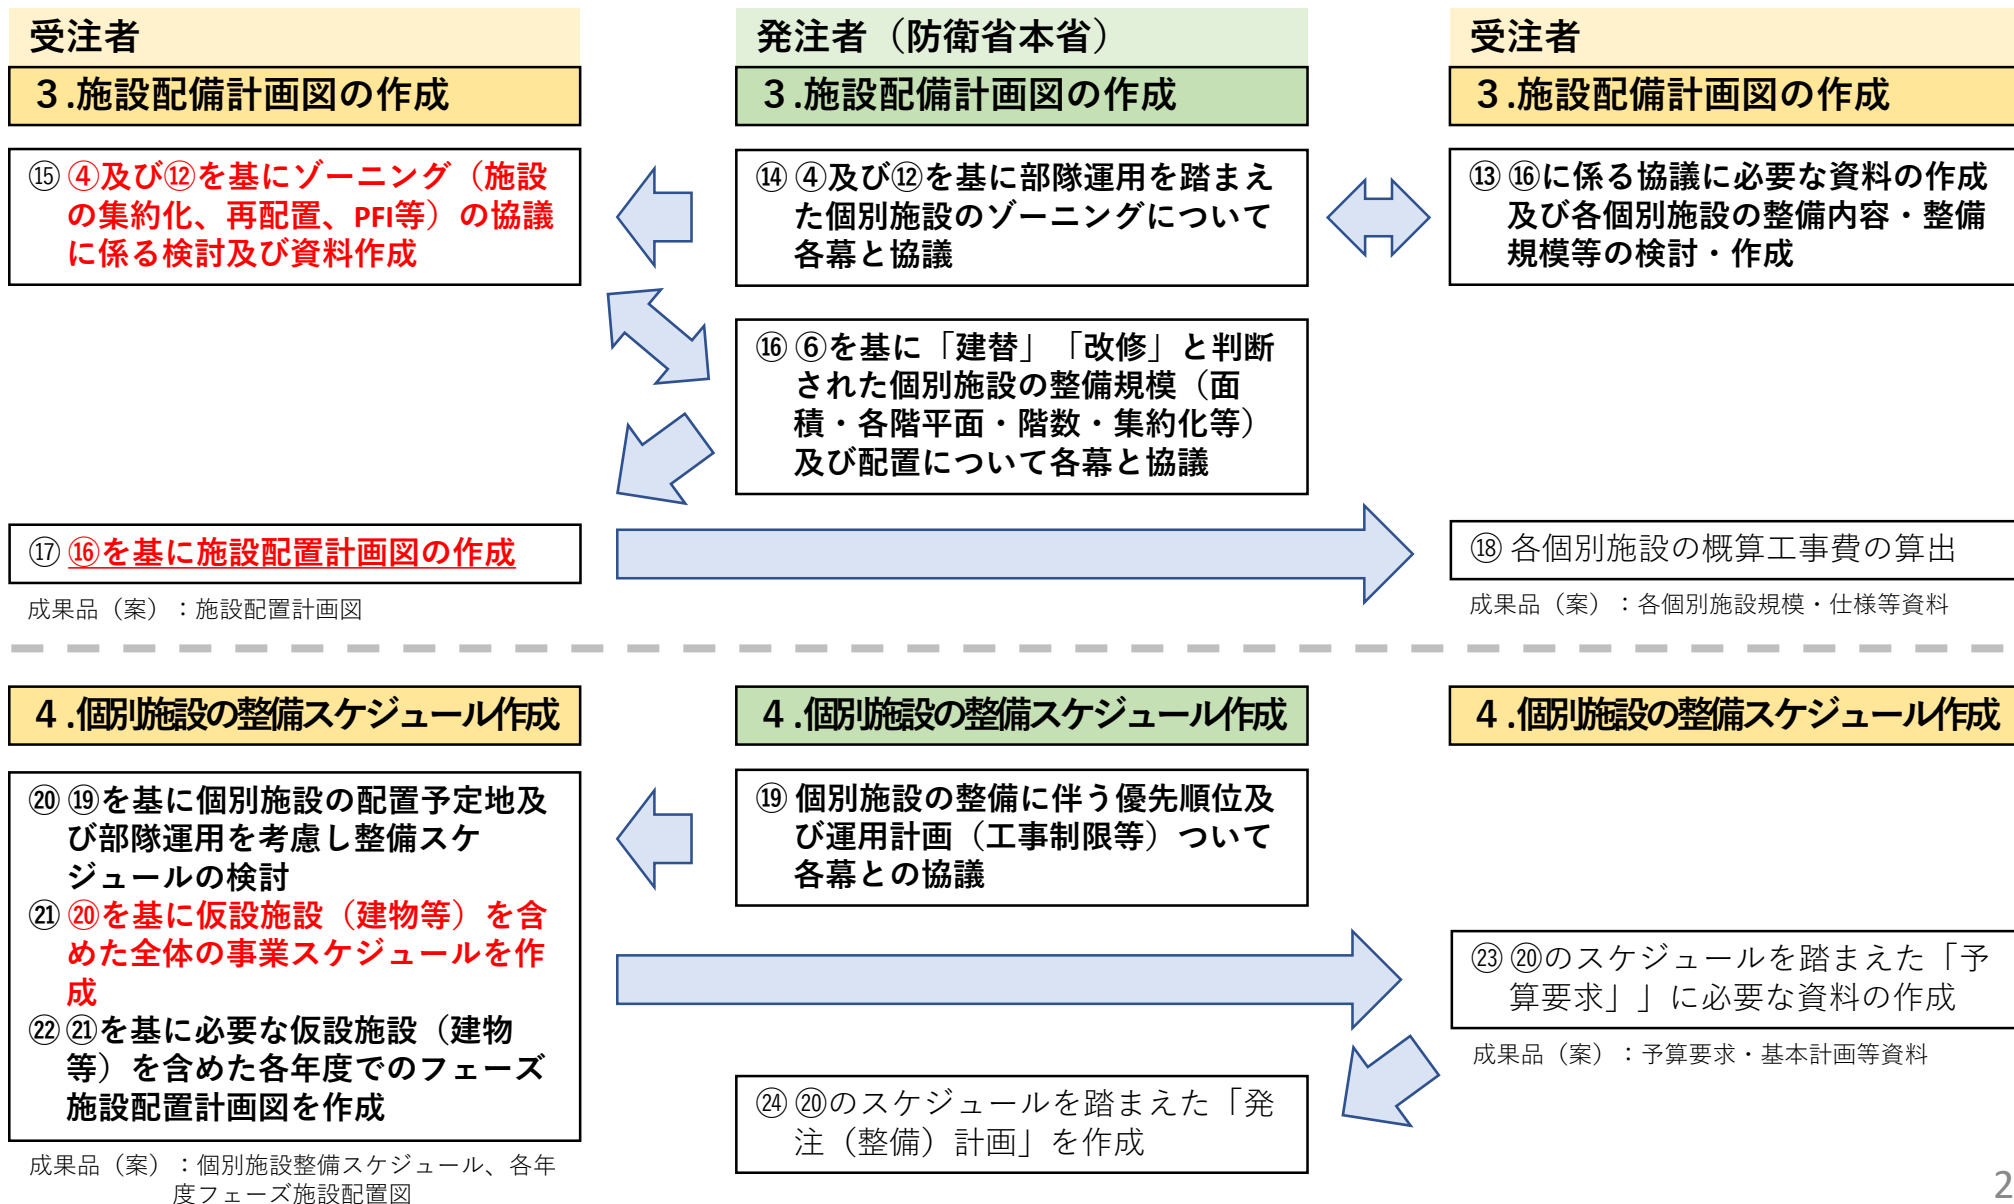 受注者
発注者（防衛省本省）
受注者
３.施設配備計画図の作成
３.施設配備計画図の作成
３.施設配備計画図の作成
⑮ ④及び⑫を基にゾーニング（施設
の集約化、再配置、PFI等）の協議
に係る検討及び資料作成
⑭ ④及び⑫を基に部隊運用を踏まえ
た個別施設のゾーニングについて
各幕と協議
⑬ ⑯に係る協議に必要な資料の作成
及び各個別施設の整備内容・整備
規模等の検討・作成
⑯ ⑥を基に「建替」「改修」と判断
された個別施設の整備規模（面
積・各階平面・階数・集約化等）
及び配置について各幕と協議
⑰ ⑯を基に施設配置計画図の作成
成果品（案）：施設配置計画図
⑱ 各個別施設の概算工事費の算出
成果品（案）：各個別施設規模・仕様等資料
４.個別施設の整備スケジュール作成
４.個別施設の整備スケジュール作成
４.個別施設の整備スケジュール作成
⑳ ⑲を基に個別施設の配置予定地及
び部隊運用を考慮し整備スケ
ジュールの検討
㉑ ⑳を基に仮設施設（建物等）を含
めた全体の事業スケジュールを作
成
㉒ ㉑を基に必要な仮設施設（建物
等）を含めた各年度でのフェーズ
施設配置計画図を作成
成果品（案）：個別施設整備スケジュール、各年
度フェーズ施設配置図
⑲ 個別施設の整備に伴う優先順位及
び運用計画（工事制限等）ついて
各幕との協議
㉓ ⑳のスケジュールを踏まえた「予
算要求」」に必要な資料の作成
成果品（案）：予算要求・基本計画等資料
㉔ ⑳のスケジュールを踏まえた「発
注（整備）計画」を作成
2